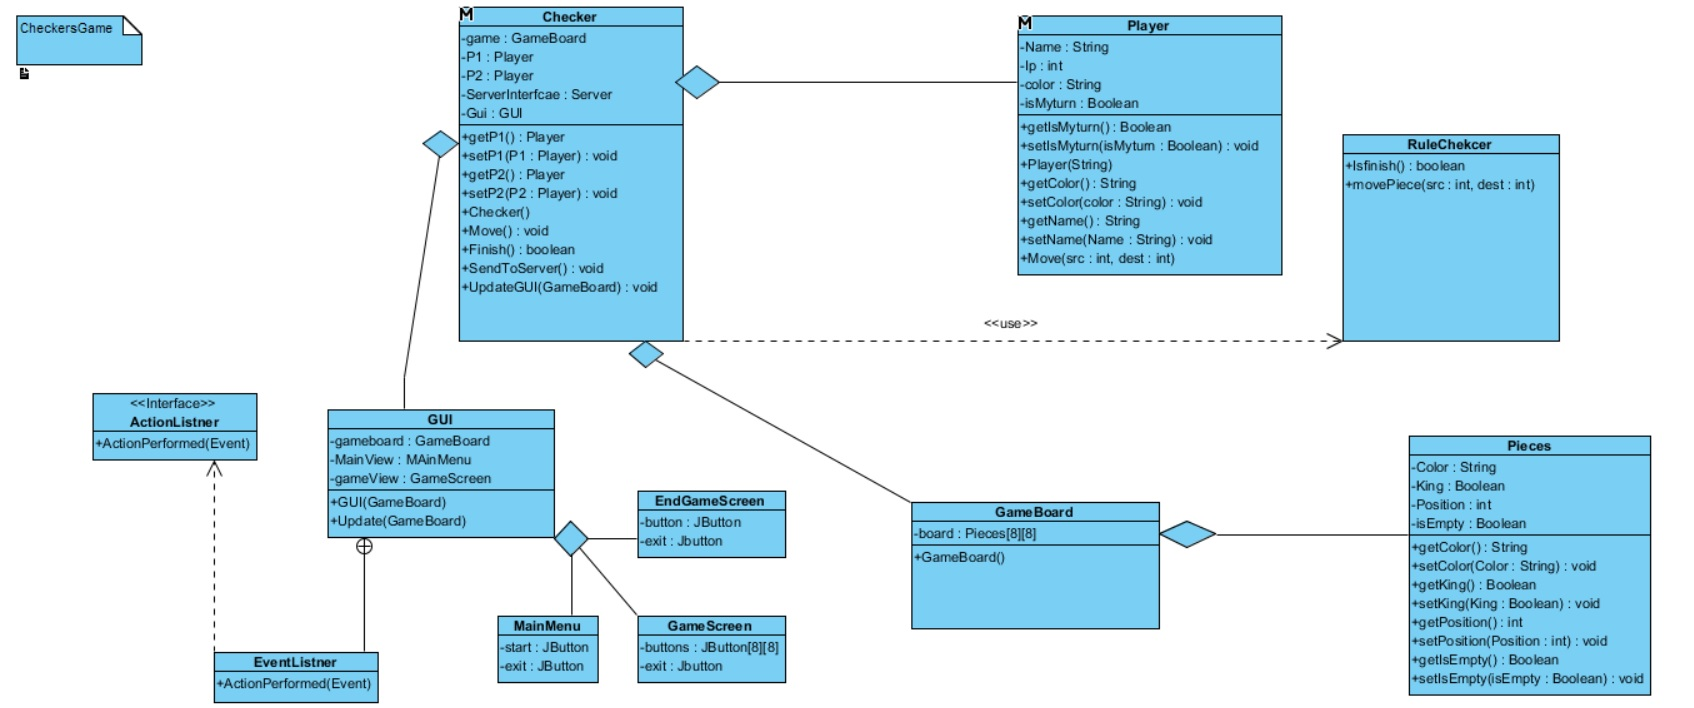 CheckersGame
M
Checker
-game : GameBoard
-P1 : Player
-P2 : Player
-ServerInterfcae : Server
-Gui : GUI
+getP1() : Player
+setP1(P1 : Player) : void
+getP2() : Player
+setP2(P2 : Player) : void
+Checker()
+Move() : void
+Finish() : boolean
+SendToServer() : void
+UpdateGUI(GameBoard) : void
M
Player
-Name : String
-Ip : int
-color : String
-isMyturn : Boolean
+getIsMyturn() : Boolean
+setIsMyturn(isMyturn : Boolean) : void
+Player(String)
+getColor() : String
+setColor(color : String) : void
+getName() : String
+setName(Name : String) : void
+Move(src : int, dest : int)
RuleChekcer
+Isfinish() : boolean
+movePiece(src : int, dest : int)
<<use>>
<<Interface>>
ActionListner
+ActionPerformed(Event)
GUI
-gameboard : GameBoard
-MainView : MAinMenu
-gameView : GameScreen
+GUI(GameBoard)
+Update(GameBoard)
EndGameScreen
-button : JButton
-exit : Jbutton
GameBoard
-board : Pieces[8][8]
+GameBoard()
Pieces
-Color : String
-King : Boolean
-Position : int
-isEmpty : Boolean
+getColor() : String
+setColor(Color : String) : void
+getKing() : Boolean
+setKing(King : Boolean) : void
+getPosition() : int
+setPosition(Position : int) : void
+getIsEmpty() : Boolean
+setIsEmpty(isEmpty : Boolean) : void
MainMenu
-start : JButton
-exit : JButton
GameScreen
-buttons : JButton[8][8]
-exit : Jbutton
EventListner
+ActionPerformed(Event)